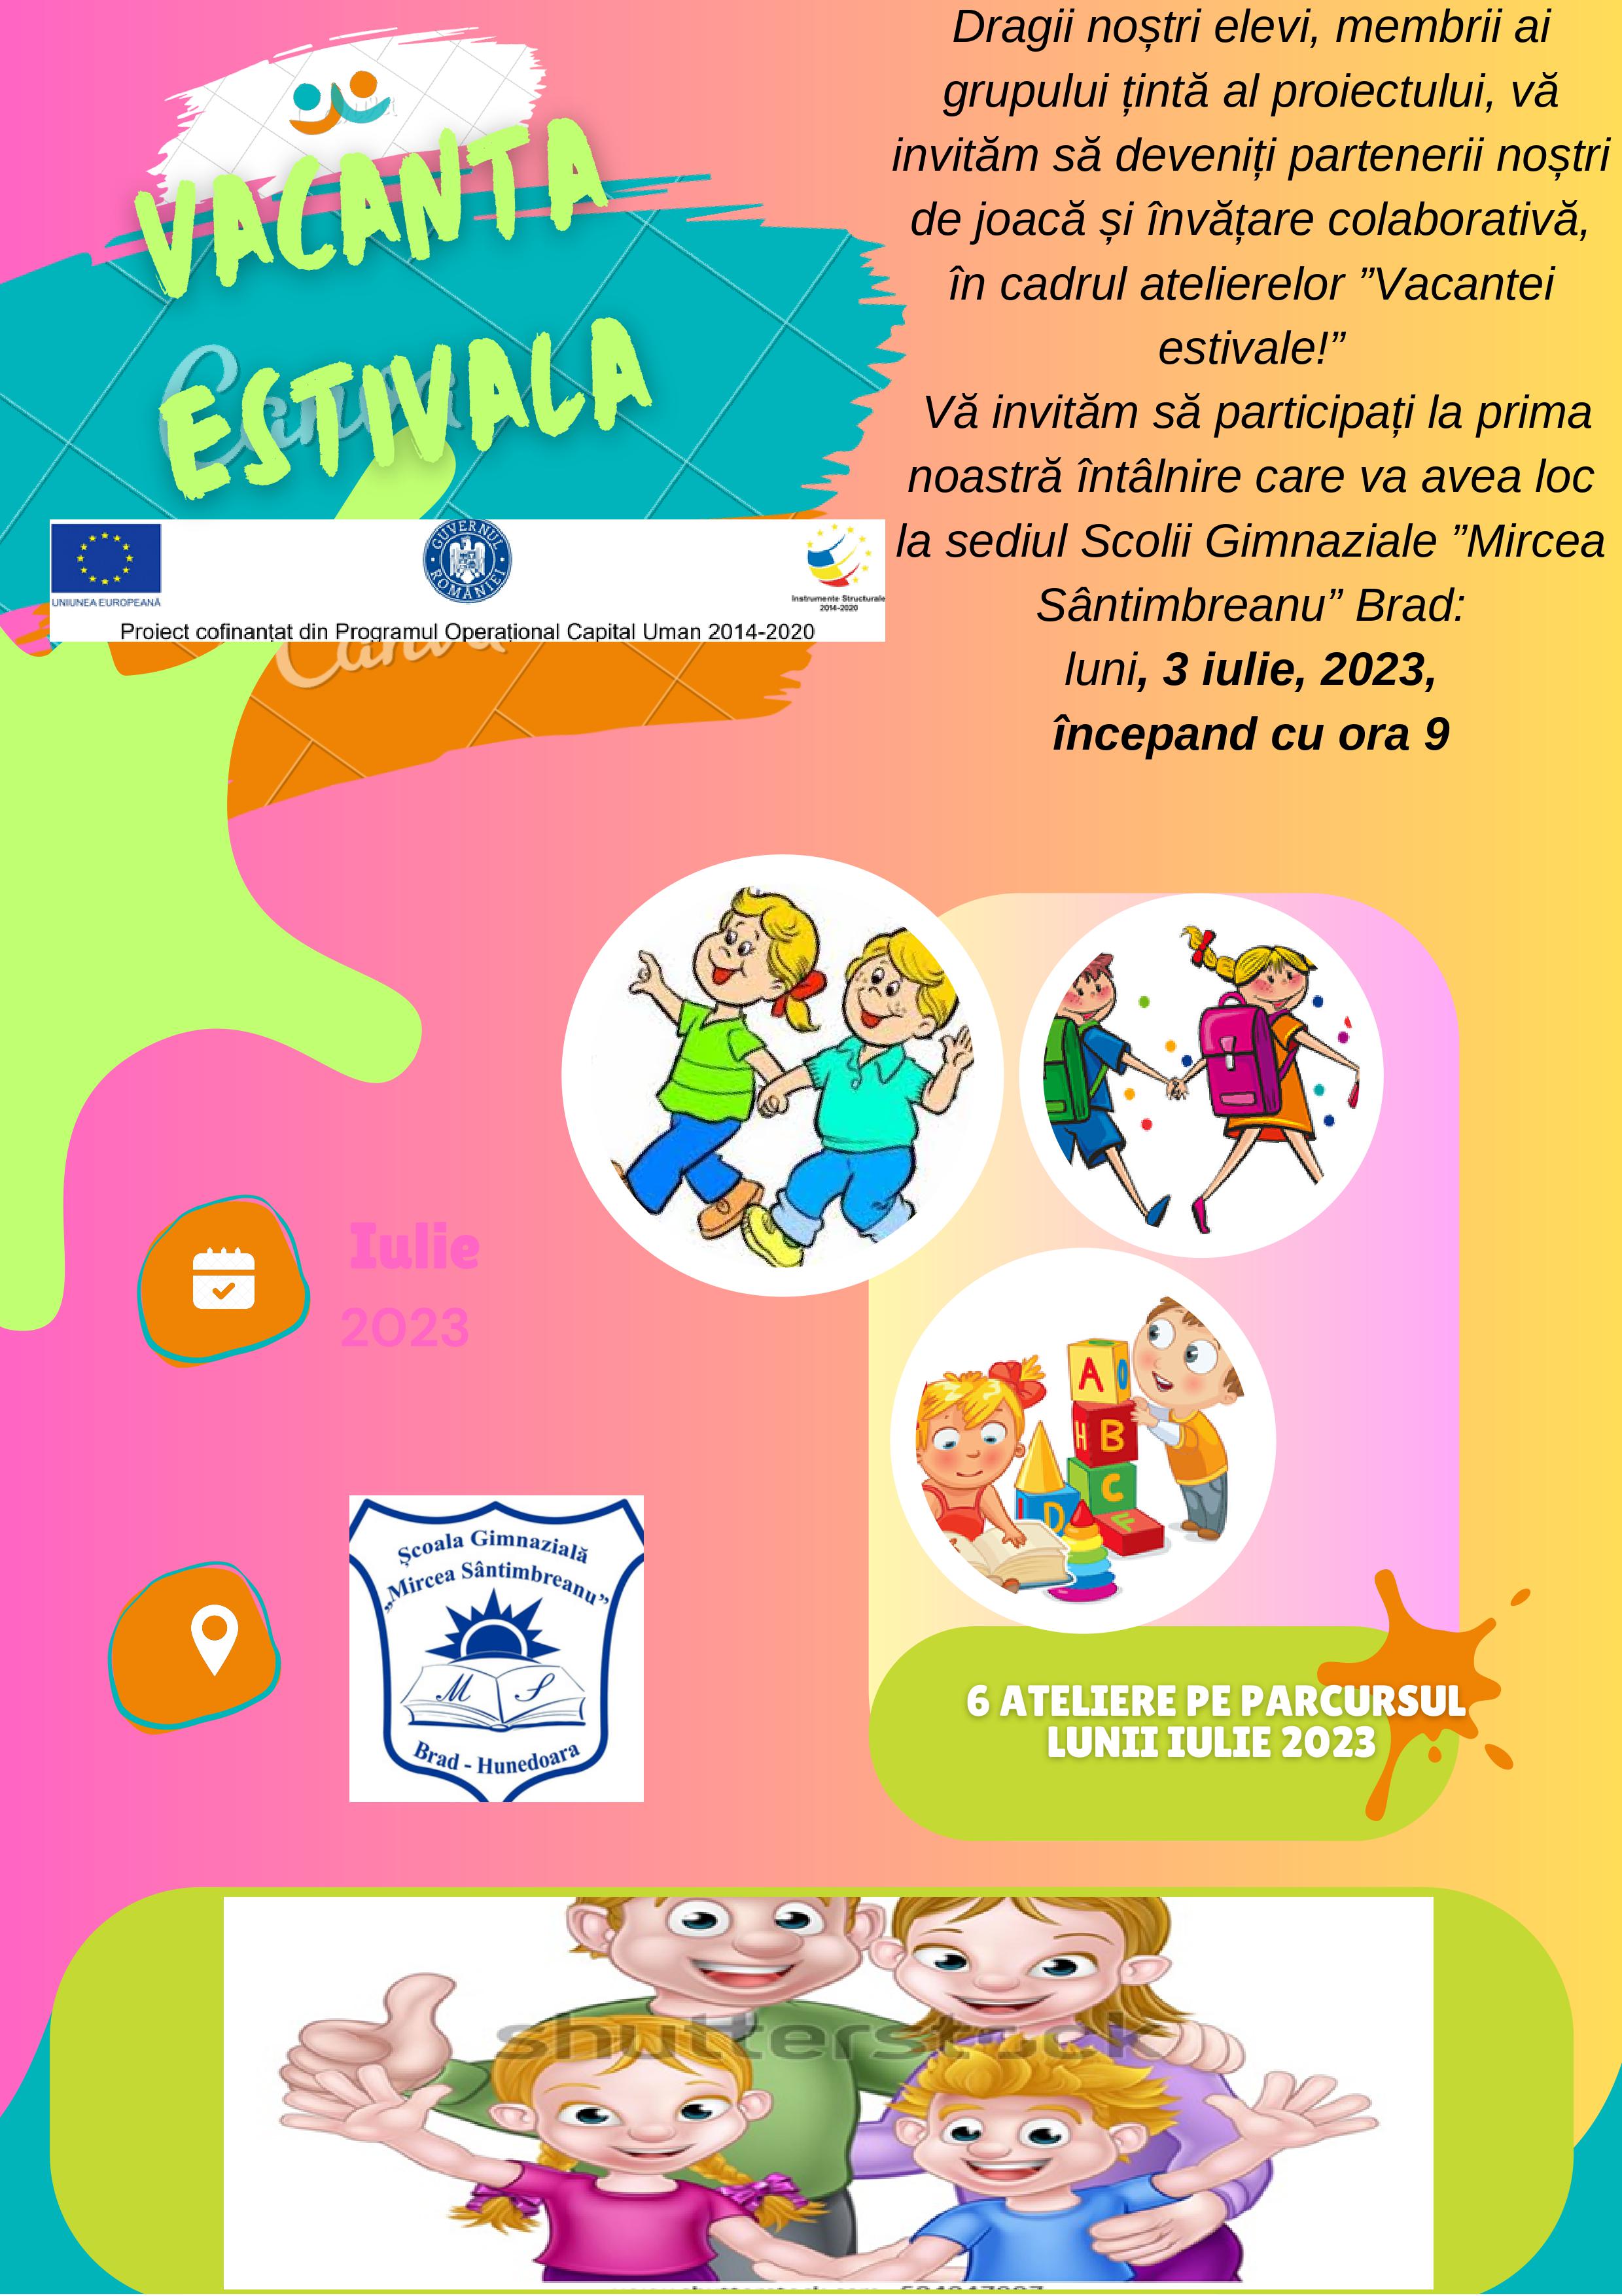 VACANTA
ESTIVALA
Canva
UNIUNEA EUROPEANĂ
GUVERNUL ROMÂNIEI
Instrumente Structurale
2014-2020
Proiect cofinanțat din Programul Operațional Capital Uman 2014-2020
Canva
Dragii noștri elevi, membrii ai
grupului țintă al proiectului, vă
invităm să deveniți partenerii noștri
de joacă și învățare colaborativă,
în cadrul atelierelor ”Vacantei
estivale!”
Vă invităm să participați la prima
noastră întâlnire care va avea loc
la sediul Scolii Gimnaziale ”Mircea
Sântimbreanu” Brad:
luni, 3 iulie, 2023,
începand cu ora 9
Iulie
2023
A
H B
C
D
F
Școala Gimnazială
„Mircea Sântimbreanu”
M S
Brad - Hunedoara
6 ATELIERE PE PARCURSUL
LUNII IULIE 2023
shutterstock